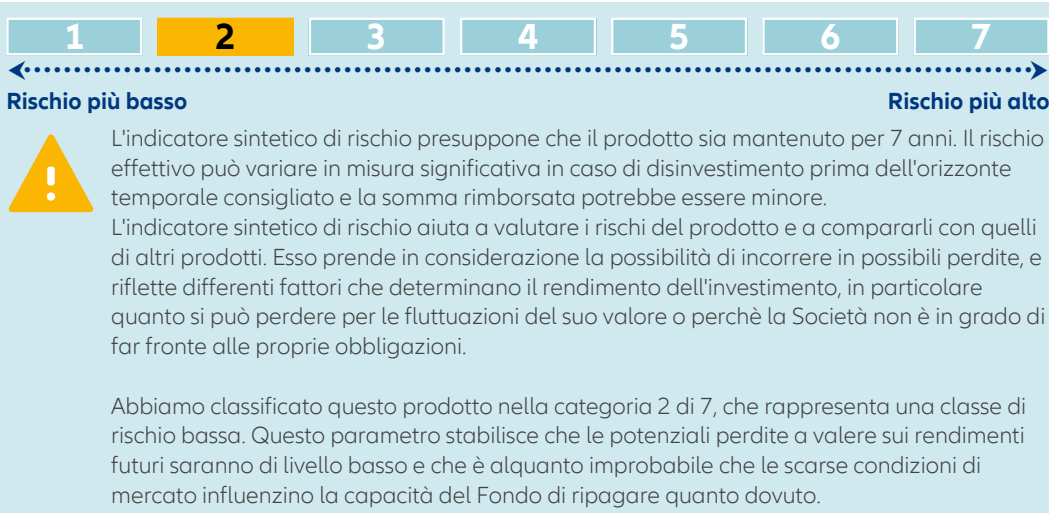 1 2 3 4 5 6 7
Rischio più basso Rischio più alto
L'indicatore sintetico di rischio presuppone che il prodotto sia mantenuto per 7 anni. Il rischio
effettivo può variare in misura significativa in caso di disinvestimento prima dell'orizzonte
temporale consigliato e la somma rimborsata potrebbe essere minore.
L'indicatore sintetico di rischio aiuta a valutare i rischi del prodotto e a compararli con quelli
di altri prodotti. Esso prende in considerazione la possibilità di incorrere in possibili perdite, e
riflette differenti fattori che determinano il rendimento dell'investimento, in particolare
quanto si può perdere per le fluttuazioni del suo valore o perchè la Società non è in grado di
far fronte alle proprie obbligazioni.
Abbiamo classificato questo prodotto nella categoria 2 di 7, che rappresenta una classe di
rischio bassa. Questo parametro stabilisce che le potenziali perdite a valere sui rendimenti
futuri saranno di livello basso e che è alquanto improbabile che le scarse condizioni di
mercato influenzino la capacità del Fondo di ripagare quanto dovuto.